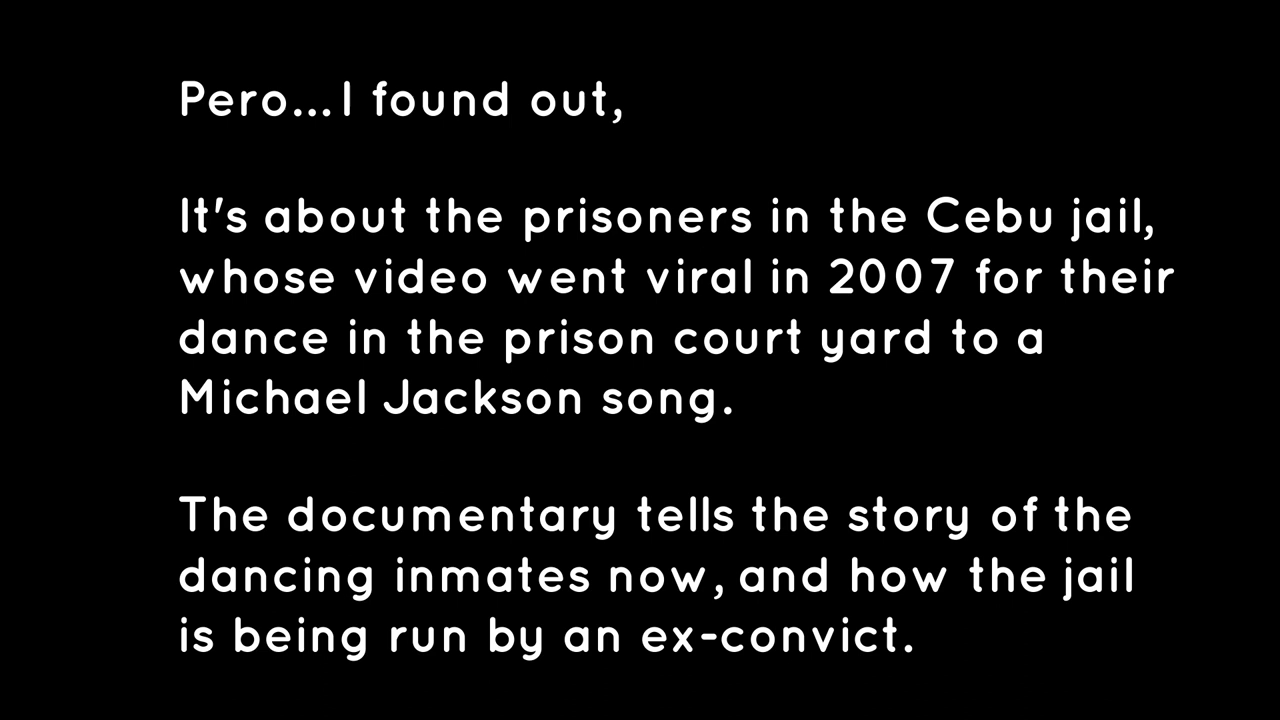 Pero...I found out,
It's about the prisoners in the Cebu jail,
whose video went viral in 2007 for their
dance in the prison court yard to a
Michael Jackson song.
The documentary tells the story of the
dancing inmates now, and how the jail
is being run by an ex-convict.